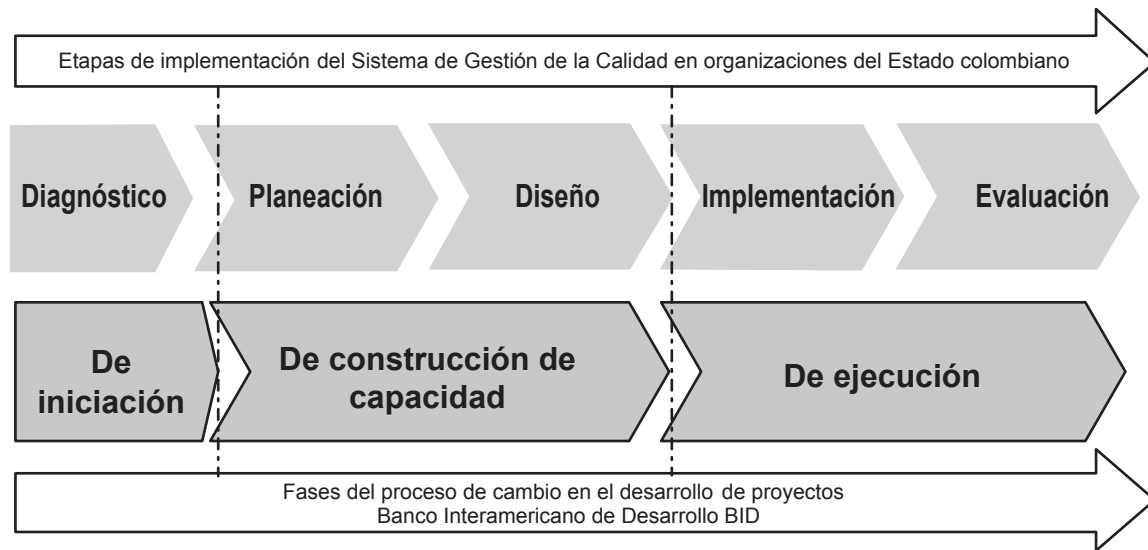 Etapas de implementación del Sistema de Gestión de la Calidad en organizaciones del Estado colombiano
Diagnóstico
Planeación
Diseño
Implementación
Evaluación
De
iniciación
De construcción de
capacidad
De ejecución
Fases del proceso de cambio en el desarrollo de proyectos
Banco Interamericano de Desarrollo BID